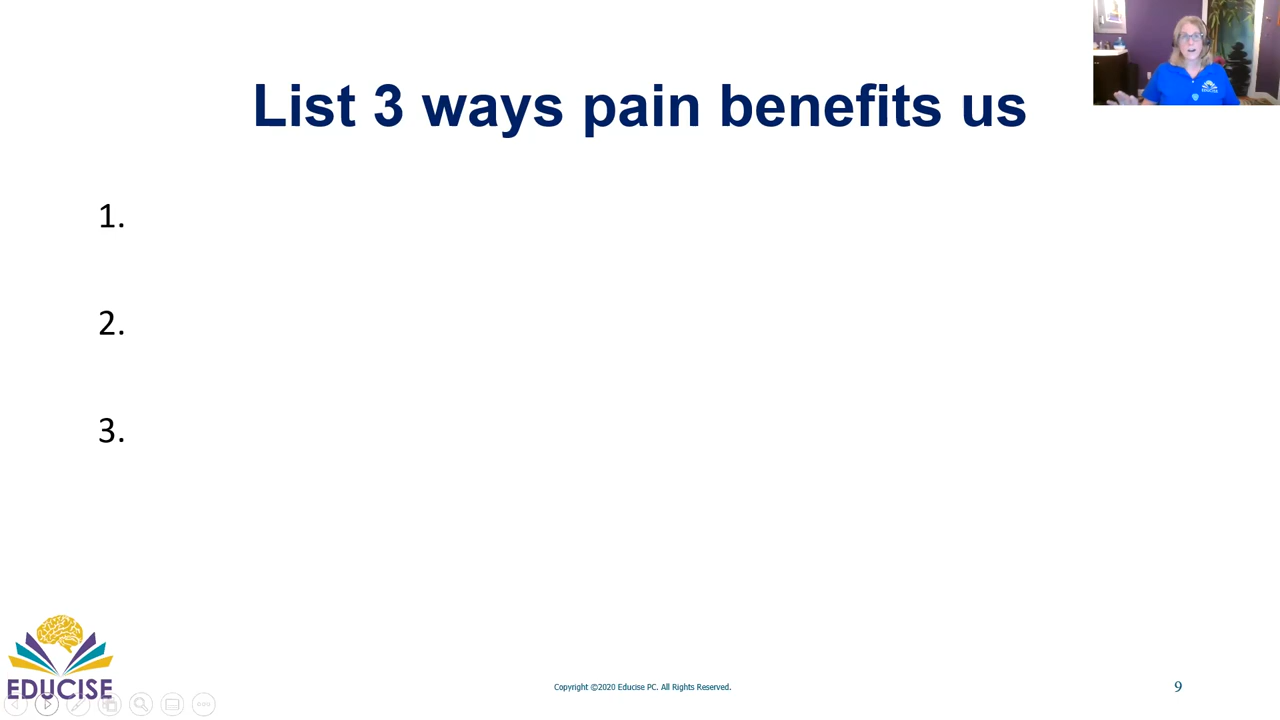 List 3 ways pain benefits us
1.
2.
3.
EDUCISE
Copyright ©2020 Educise PC. All Rights Reserved.
9